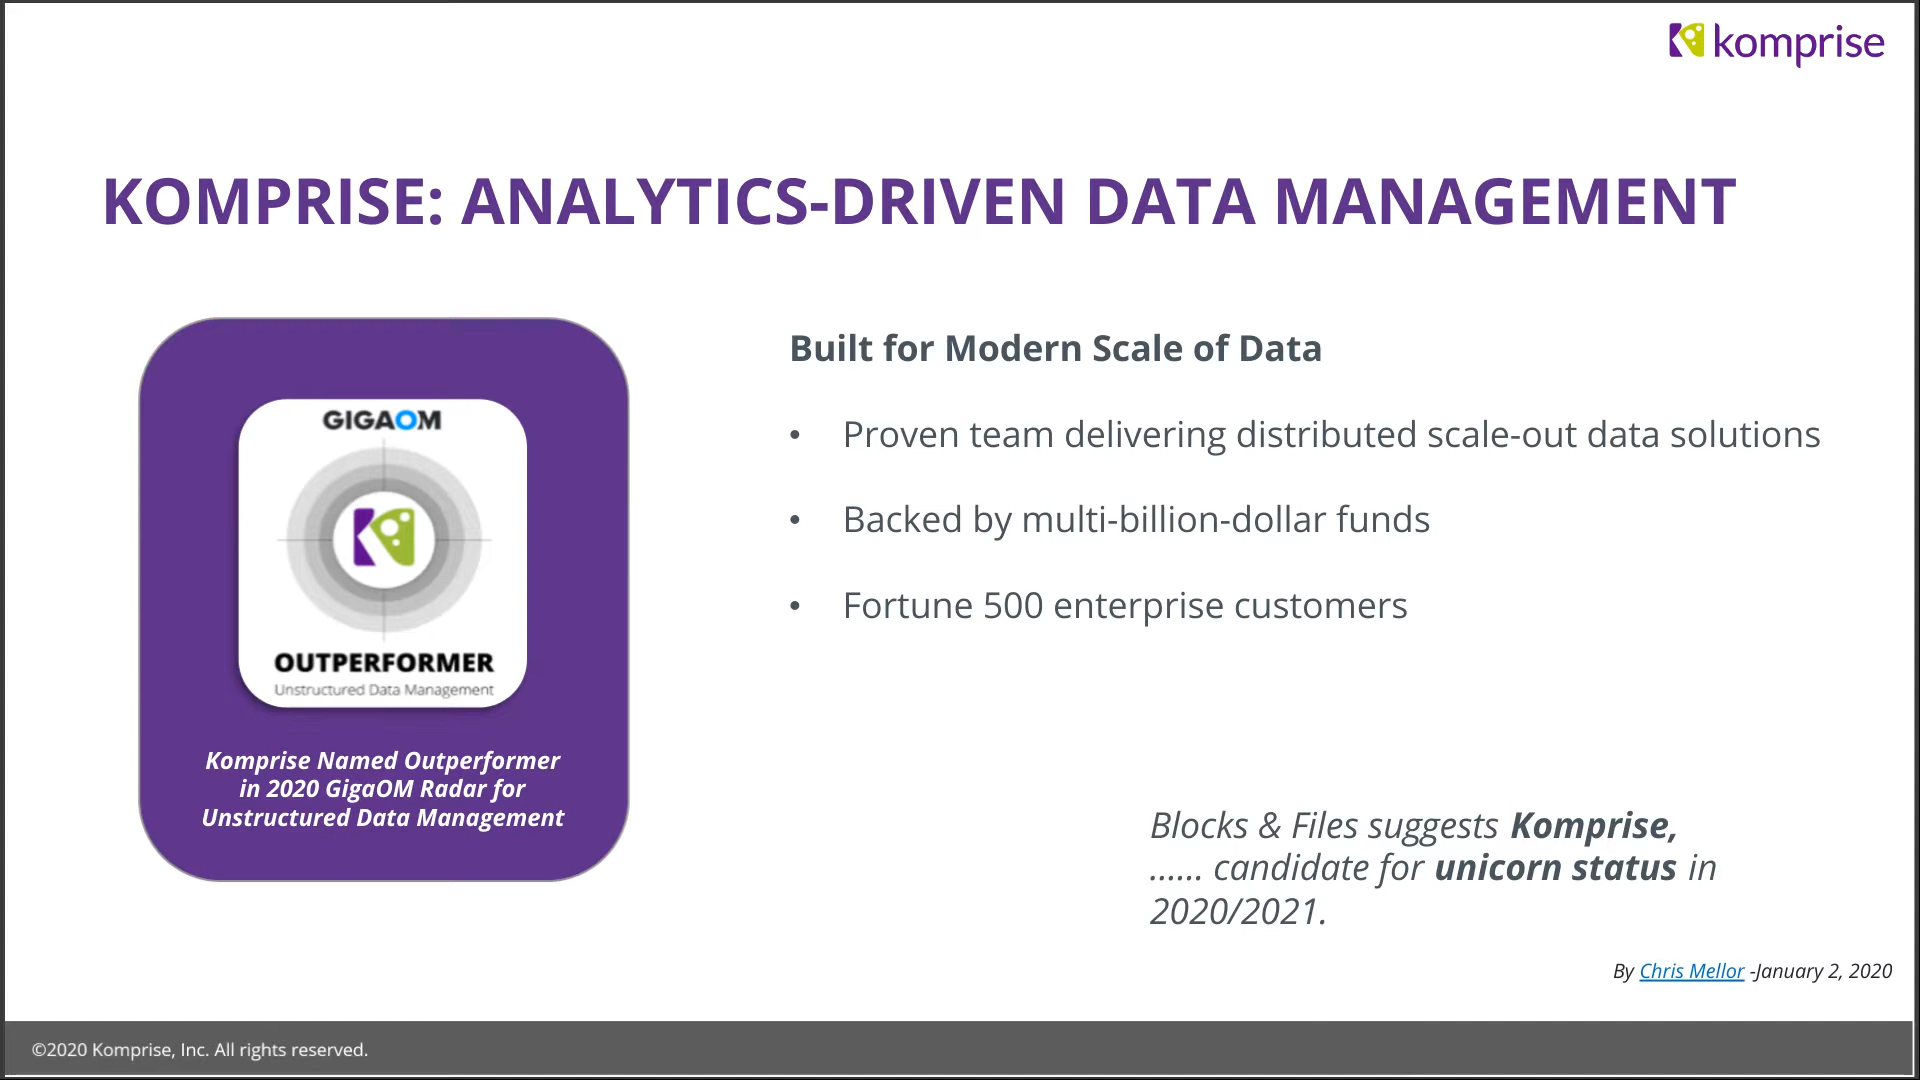 komprise
KOMPRISE: ANALYTICS-DRIVEN DATA MANAGEMENT
GIGAOM
OUTPERFORMER
Unstructured Data Management
Komprise Named Outperformer
in 2020 GigaOM Radar for
Unstructured Data Management
Built for Modern Scale of Data
• Proven team delivering distributed scale-out data solutions
• Backed by multi-billion-dollar funds
• Fortune 500 enterprise customers
Blocks & Files suggests Komprise,
...... candidate for unicorn status in
2020/2021.
By Chris Mellor -January 2, 2020
©2020 Komprise, Inc. All rights reserved.